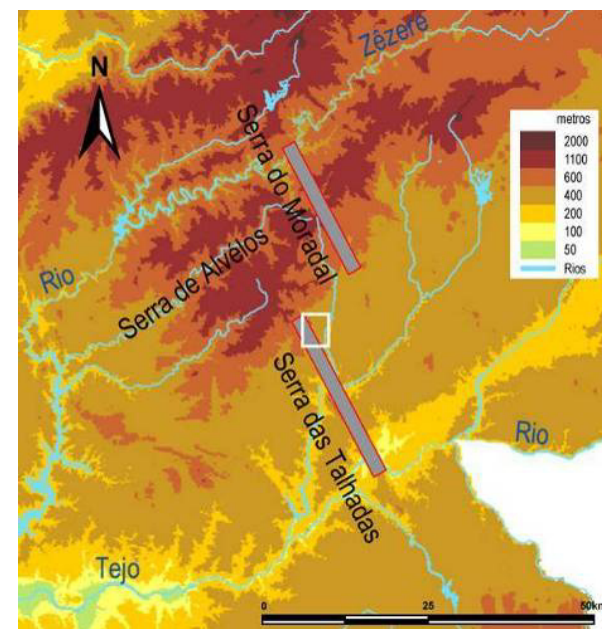 N
Zêzere
metros
2000
1100
600
400
200
100
50
Rios
Serra do Moradal
Rio
Serra de Alvélos
Serra das Talhadas
Rio
Tejo
0 25 50km